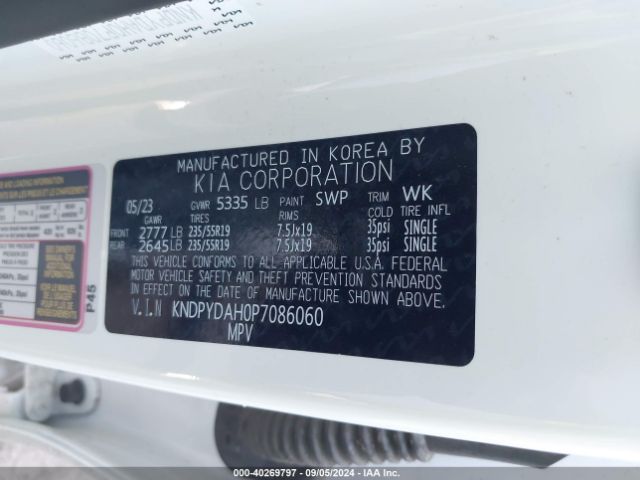 MANUFACTURED IN KOREA BY
KIA CORPORATION
05/23 GVWR 5335 LB PAINT SWP TRIM WK
GAWR TIRES RIMS COLD TIRE INFL
FRONT 2777 LB 235/55R19 7.5Jx19 35psi SINGLE
REAR 2645 LB 235/55R19 7.5Jx19 35psi SINGLE
THIS VEHICLE CONFORMS TO ALL APPLICABLE U.S.A. FEDERAL
MOTOR VEHICLE SAFETY AND THEFT PREVENTION STANDARDS
IN EFFECT ON THE DATE OF MANUFACTURE SHOWN ABOVE.
V.I.N KNDPYDAH0P7086060
MPV
P45
COPY - 40269797 - 09/05/2024 - IAA Inc.